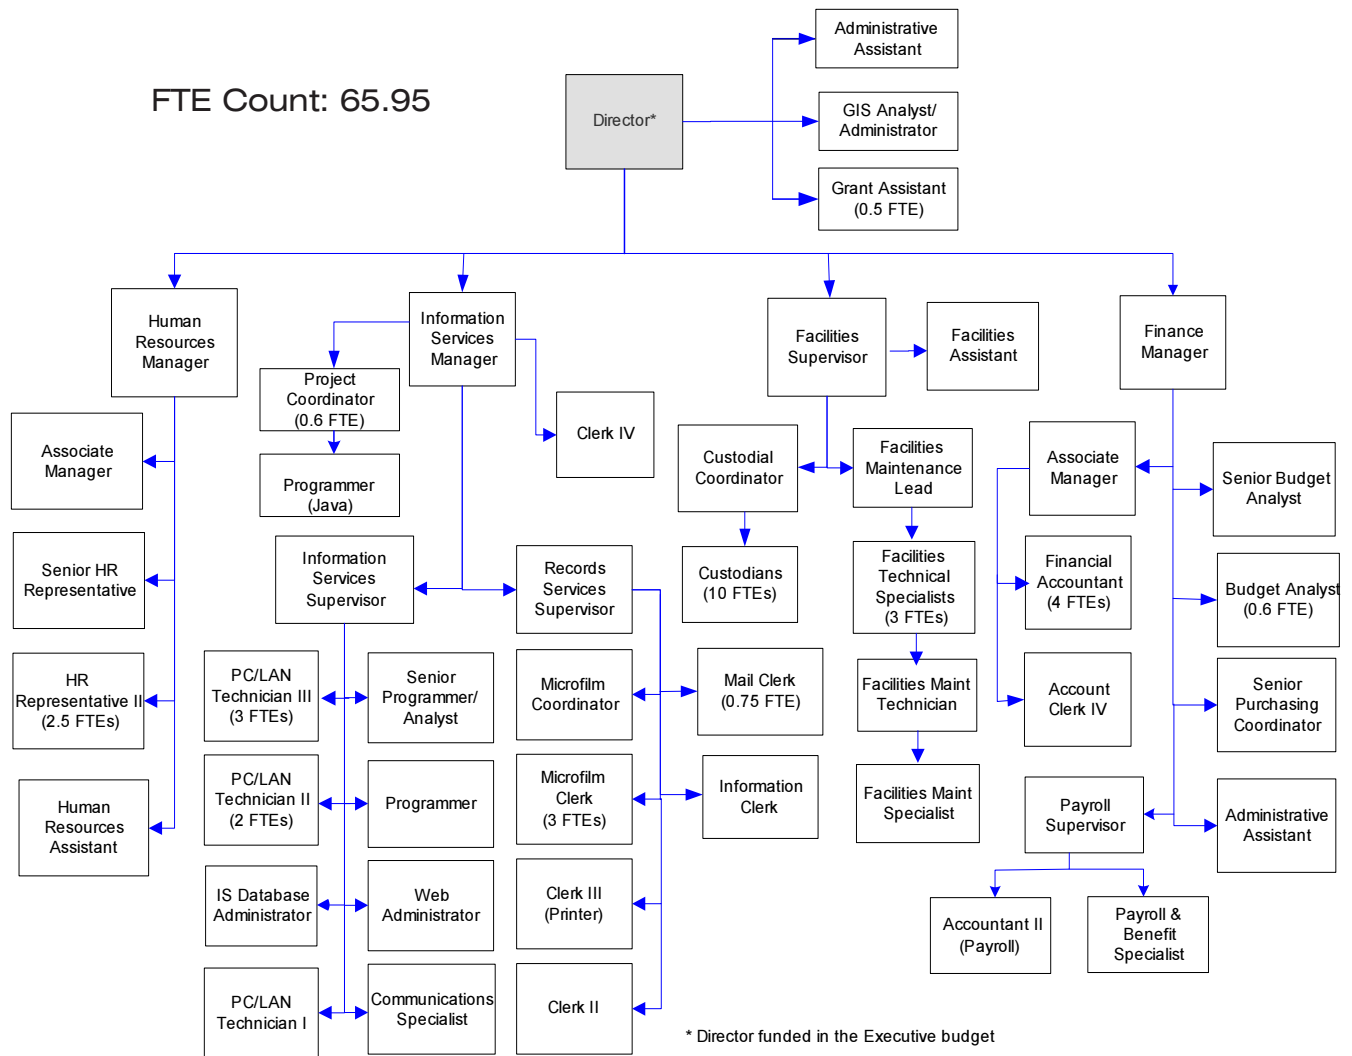 FTE Count: 65.95
Director*
Administrative
Assistant
GIS Analyst/
Administrator
Grant Assistant
(0.5 FTE)
Human
Resources
Manager
Information
Services
Manager
Facilities
Supervisor
Facilities
Assistant
Finance
Manager
Project
Coordinator
(0.6 FTE)
Programmer
(Java)
Clerk IV
Associate
Manager
Senior HR
Representative
HR
Representative II
(2.5 FTEs)
Human
Resources
Assistant
Information
Services
Supervisor
Records
Services
Supervisor
PC/LAN
Technician III
(3 FTEs)
Senior
Programmer/
Analyst
PC/LAN
Technician II
(2 FTEs)
Programmer
IS Database
Administrator
Web
Administrator
PC/LAN
Technician I
Communications
Specialist
Microfilm
Coordinator
Mail Clerk
(0.75 FTE)
Microfilm
Clerk
(3 FTEs)
Information
Clerk
Clerk III
(Printer)
Clerk II
Custodial
Coordinator
Custodians
(10 FTEs)
Facilities
Maintenance
Lead
Facilities
Technical
Specialists
(3 FTEs)
Facilities Maint
Technician
Facilities Maint
Specialist
Associate
Manager
Financial
Accountant
(4 FTEs)
Account
Clerk IV
Senior Budget
Analyst
Budget Analyst
(0.6 FTE)
Senior
Purchasing
Coordinator
Administrative
Assistant
Payroll
Supervisor
Accountant II
(Payroll)
Payroll &
Benefit
Specialist
* Director funded in the Executive budget